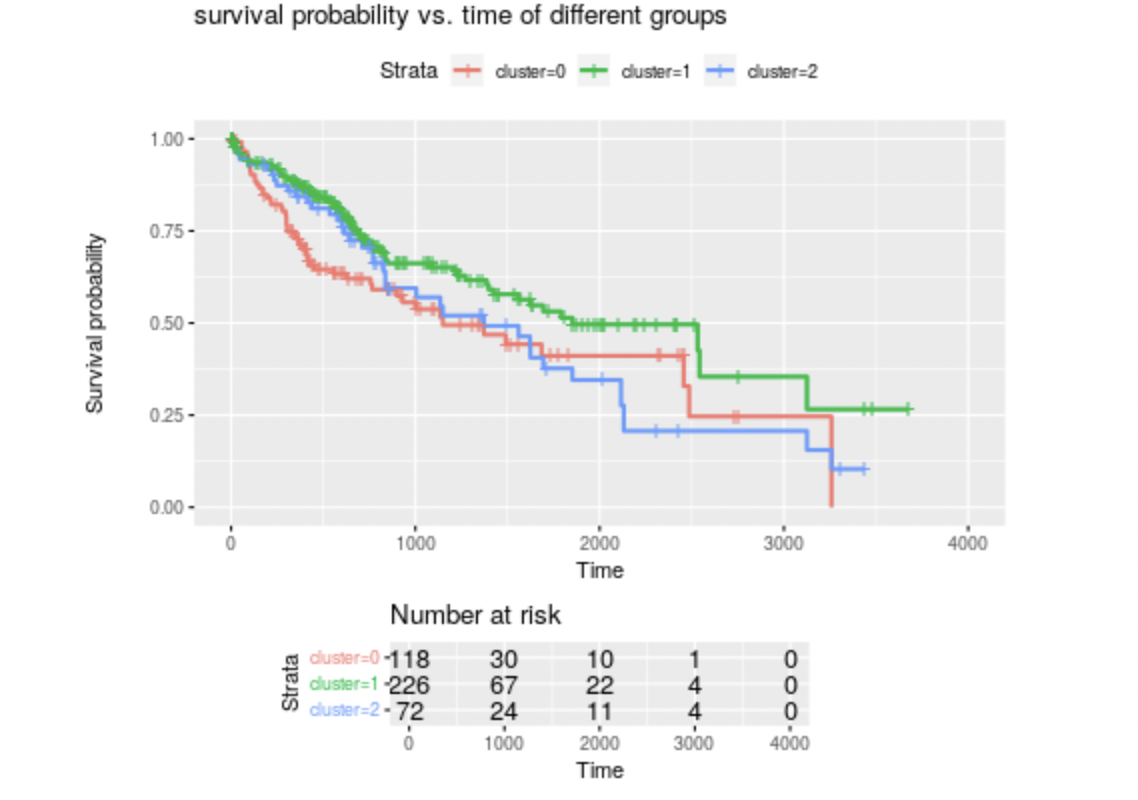 survival probability vs. time of different groups
Strata cluster=0 cluster=1 cluster=2
1.00
0.75
0.50
0.25
0.00
Survival probability
0 1000 2000 3000 4000
Time
Number at risk
Strata
cluster=0 118 30 10 1 0
cluster=1 226 67 22 4 0
cluster=2 72 24 11 4 0
0 1000 2000 3000 4000
Time